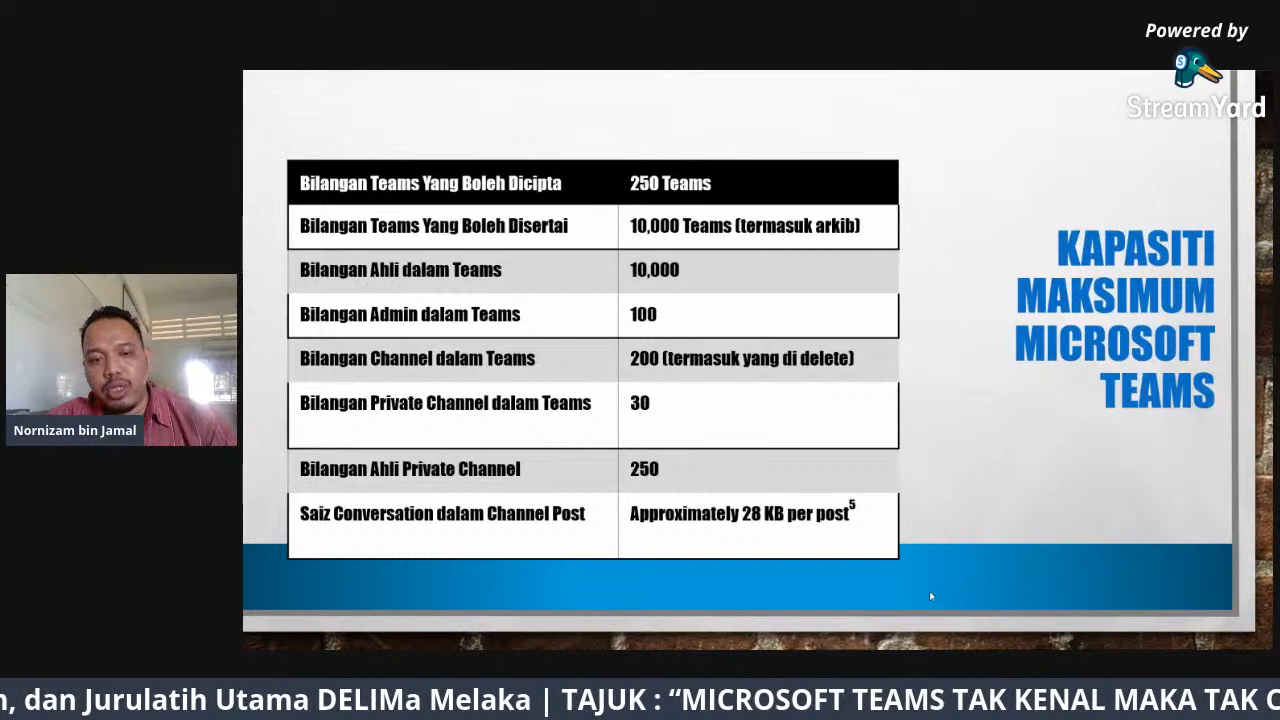 Powered by
StreamYard
Bilangan Teams Yang Boleh Dicipta 250 Teams
Bilangan Teams Yang Boleh Disertai 10,000 Teams (termasuk arkib)
Bilangan Ahli dalam Teams 10,000
Bilangan Admin dalam Teams 100
Bilangan Channel dalam Teams 200 (termasuk yang di delete)
Bilangan Private Channel dalam Teams 30
Bilangan Ahli Private Channel 250
Saiz Conversation dalam Channel Post Approximately 28 KB per post⁵
KAPASITI
MAKSIMUM
MICROSOFT
TEAMS
Nornizam bin Jamal
dan Jurulatih Utama DELIMa Melaka | TAJUK : “MICROSOFT TEAMS TAK KENAL MAKA TAK